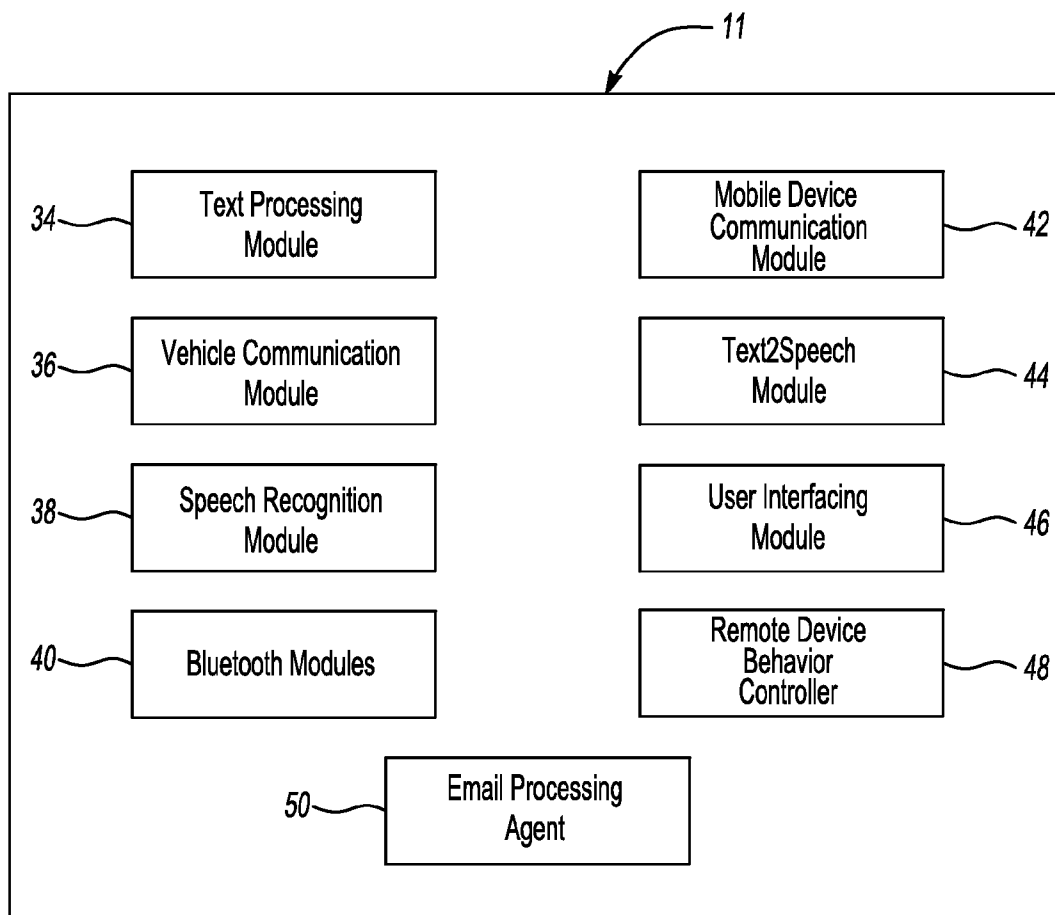 11
34
Text Processing
Module
Mobile Device
Communication
Module
42
36
Vehicle Communication
Module
Text2Speech
Module
44
38
Speech Recognition
Module
User Interfacing
Module
46
40
Bluetooth Modules
Remote Device
Behavior
Controller
48
50
Email Processing
Agent